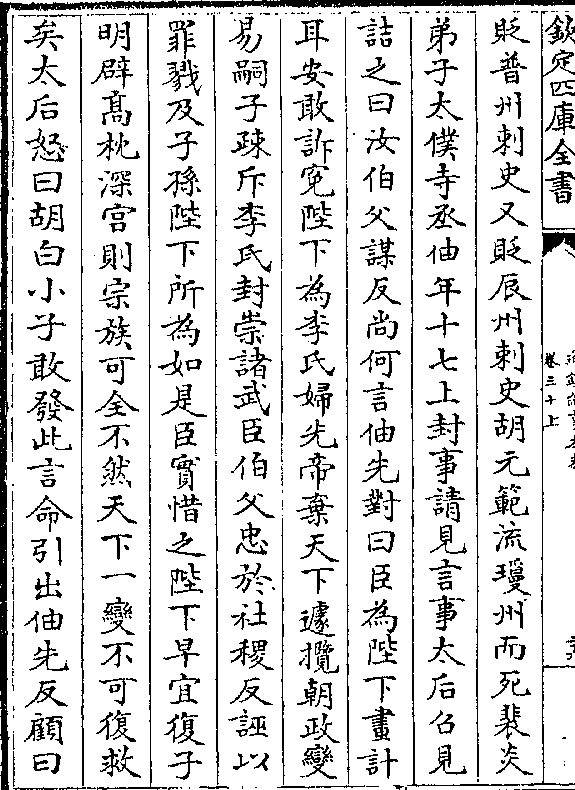 欽定四庫全書
卷三十上
貶普州刺史又貶辰州刺史胡元範流瓊州而死裴炎
弟子太僕寺丞伷年十七上封事請見言事太后召見
詰之曰汝伯父謀反尚何言伷先對曰臣為陛下畫計
耳安敢訴寃陛下為李氏婦先帝棄天下遽攬朝政變
易嗣子疎斥李氏封崇諸武臣伯父忠於社稷反誣以
罪戮及子孫陛下所為如是臣實惜之陛下早宜復子
明辟髙枕深宫則宗族可全不然天下一變不可復救
矣太后怒曰胡白小子敢發此言命引出伷先反顧曰